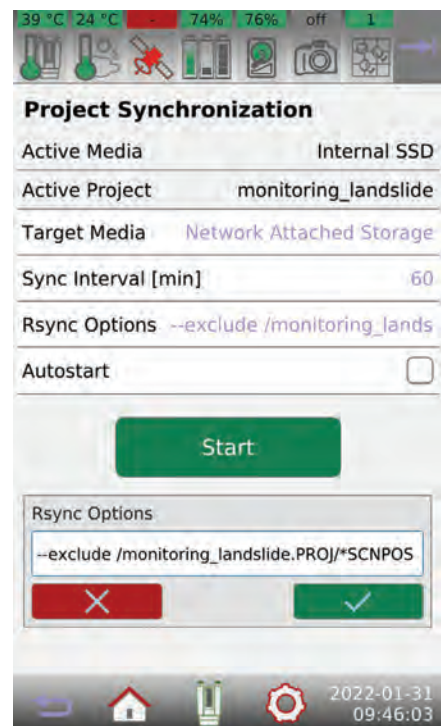 39 °C 24 °C - 74% 76% off 1
Project Synchronization
Active Media Internal SSD
Active Project monitoring_landslide
Target Media Network Attached Storage
Sync Interval [min] 60
Rsync Options --exclude /monitoring_lands
Autostart
Start
Rsync Options
--exclude /monitoring_landslide.PROJ/*SCNPOS
2022-01-31
09:46:03